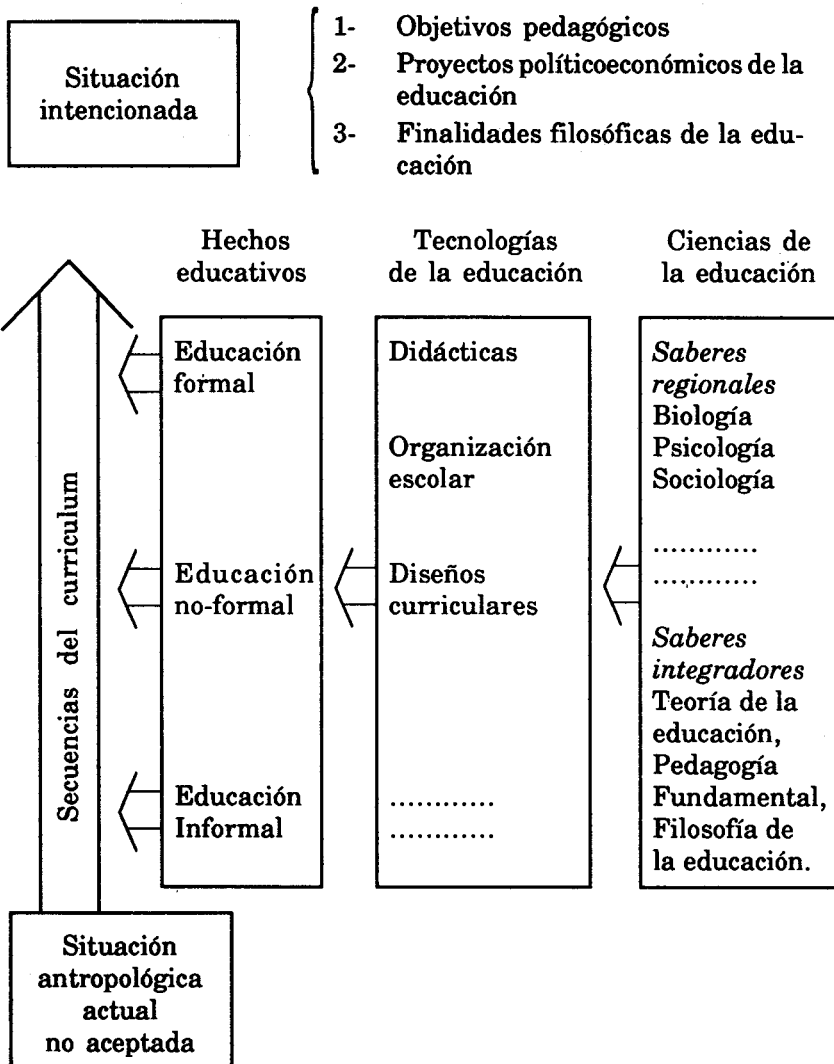 Situación
intencionada
1- Objetivos pedagógicos
2- Proyectos políticoeconómicos de la
educación
3- Finalidades filosóficas de la edu-
cación
Hechos
educativos
Educación
formal
Educación
no-formal
Educación
Informal
Tecnologías
de la educación
Didácticas
Organización
escolar
Diseños
curriculares
............
............
Ciencias de
la educación
Saberes
regionales
Biología
Psicología
Sociología
............
............
Saberes
integradores
Teoría de la
educación,
Pedagogía
Fundamental,
Filosofía de
la educación.
Secuencias del curriculum
Situación
antropológica
actual
no aceptada